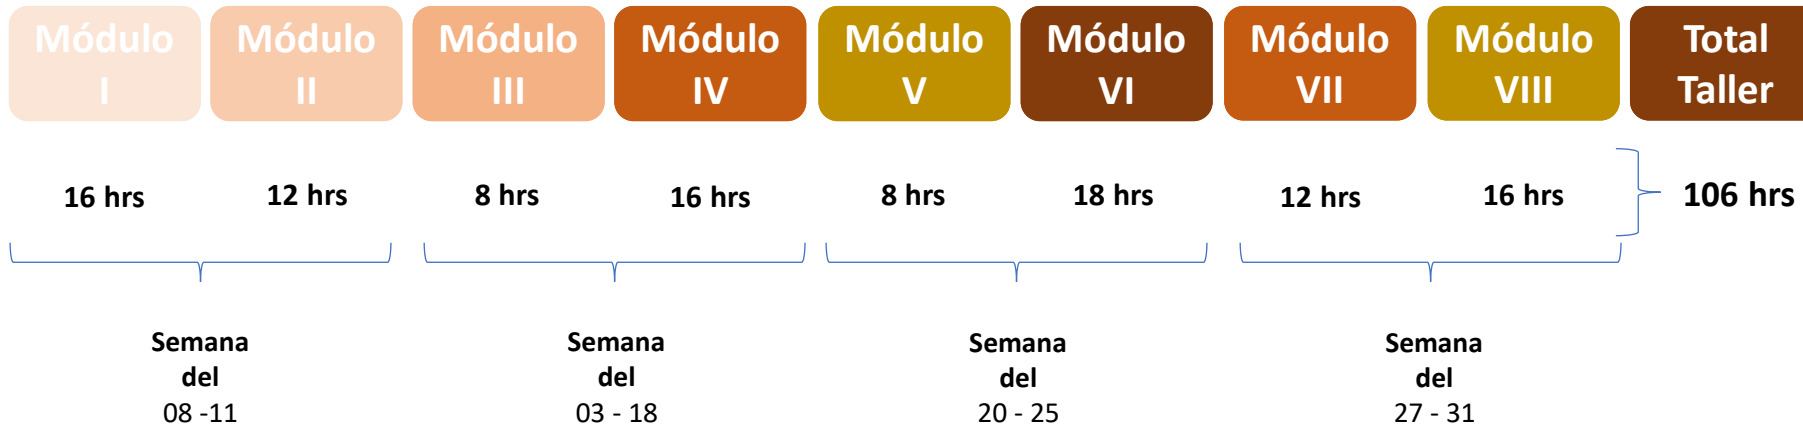 Módulo
I
Módulo
II
Módulo
III
Módulo
IV
Módulo
V
Módulo
VI
Módulo
VII
Módulo
VIII
Total
Taller
16 hrs
12 hrs
8 hrs
16 hrs
8 hrs
18 hrs
12 hrs
16 hrs
106 hrs
Semana
del
08 -11
Semana
del
03 - 18
Semana
del
20 - 25
Semana
del
27 - 31